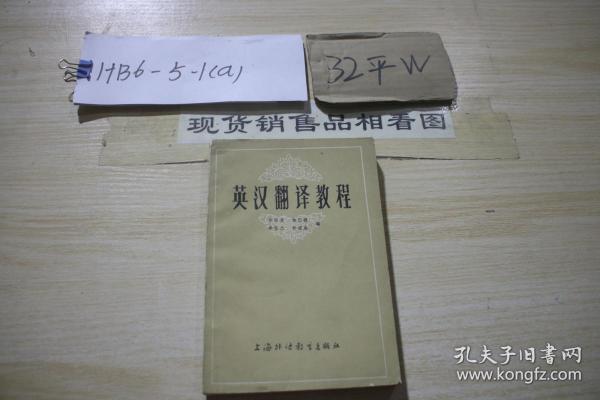 HB6-5-1(a)
32平W
现货销售品相看图
英汉翻译教程
编
上海外语教育出版社
孔夫子旧书网
www.kongfz.com